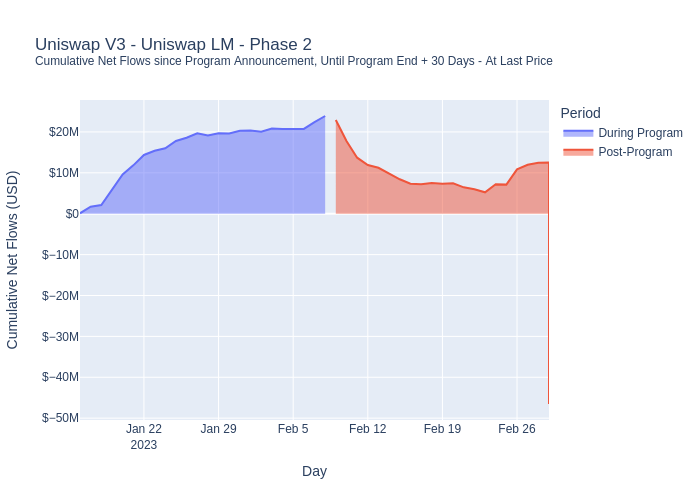 Uniswap V3 - Uniswap LM - Phase 2
Cumulative Net Flows since Program Announcement, Until Program End + 30 Days - At Last Price
Period
During Program
Post-Program
Cumulative Net Flows (USD)
$20M
$10M
$0
$−10M
$−20M
$−30M
$−40M
$−50M
Jan 22
2023
Jan 29
Feb 5
Feb 12
Feb 19
Feb 26
Day